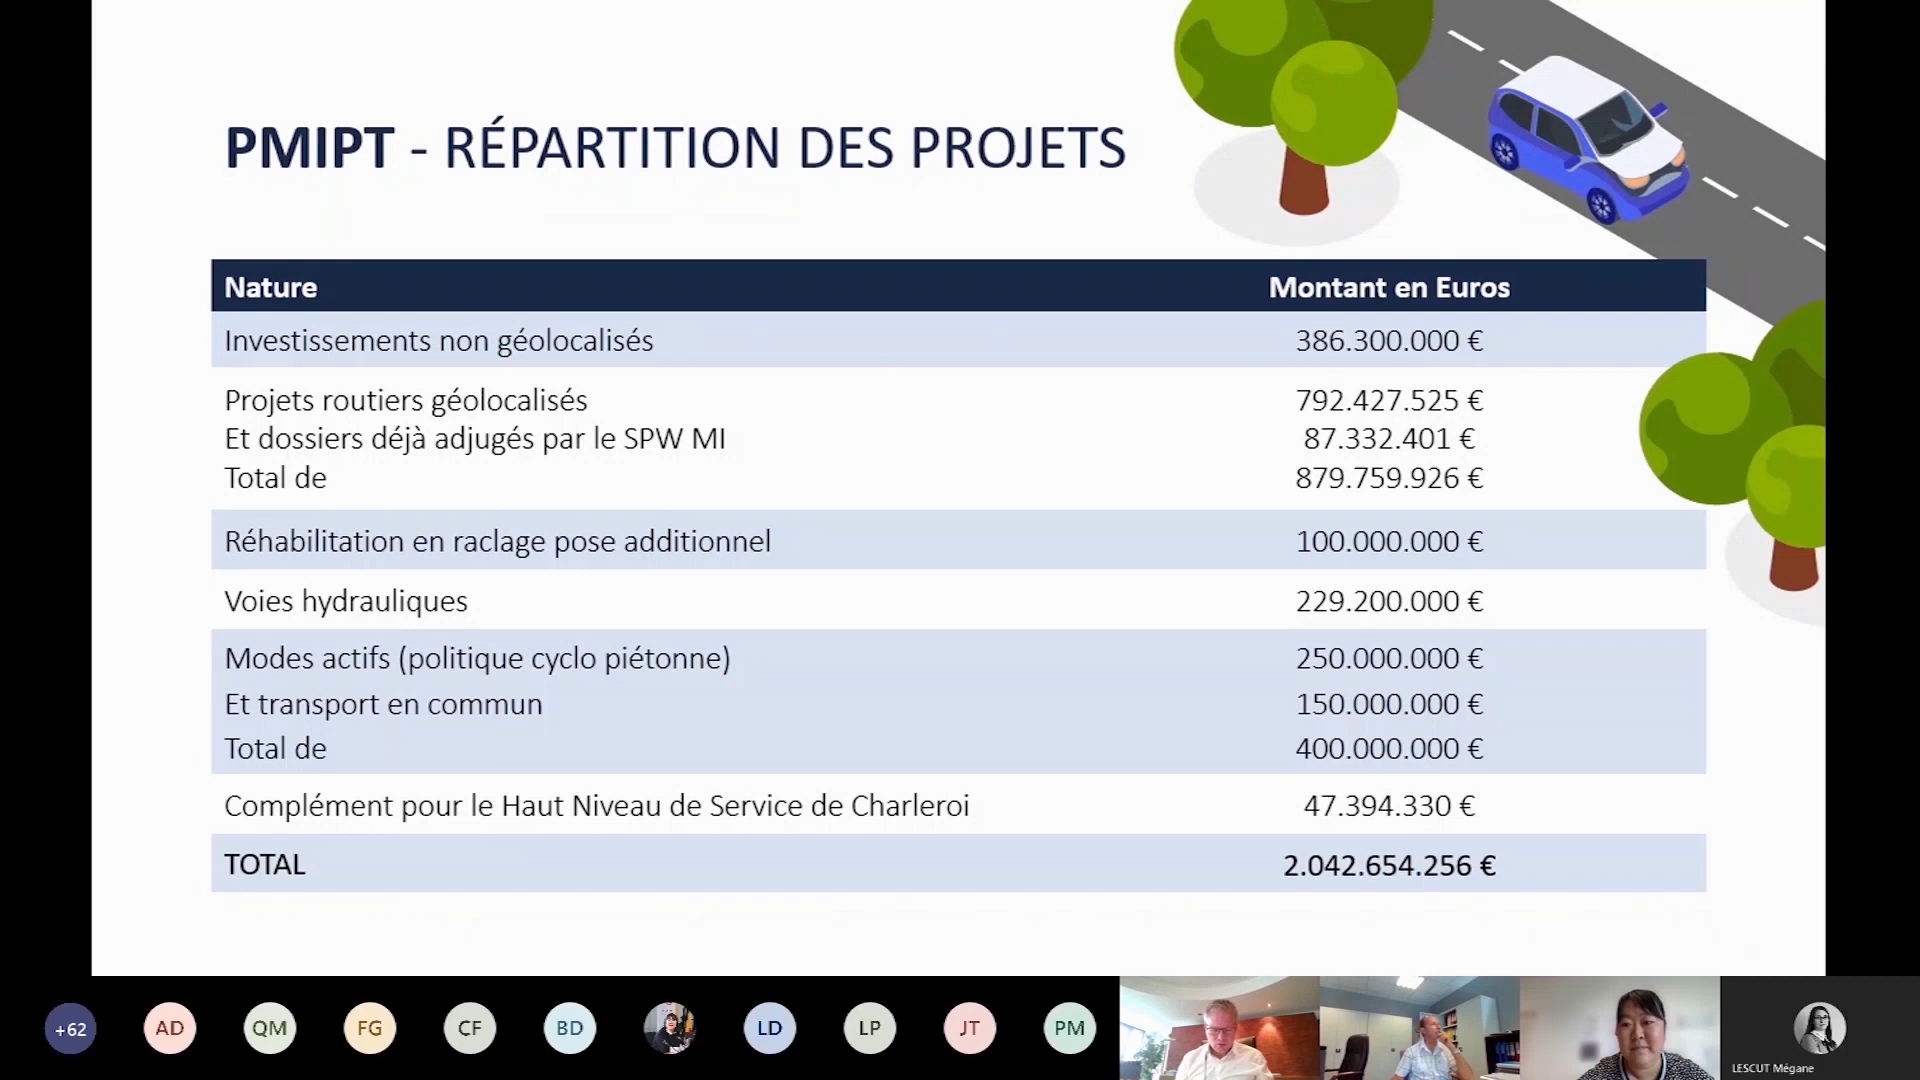 PMIPT - RÉPARTITION DES PROJETS
Nature Montant en Euros
Investissements non géolocalisés 386.300.000 €
Projets routiers géolocalisés 792.427.525 €
Et dossiers déjà adjugés par le SPW MI 87.332.401 €
Total de 879.759.926 €
Réhabilitation en raclage pose additionnel 100.000.000 €
Voies hydrauliques 229.200.000 €
Modes actifs (politique cyclo piétonne) 250.000.000 €
Et transport en commun 150.000.000 €
Total de 400.000.000 €
Complément pour le Haut Niveau de Service de Charleroi 47.394.330 €
TOTAL 2.042.654.256 €
+62 AD QM FG CF BD LD LP JT PM
LESCUT Mégane